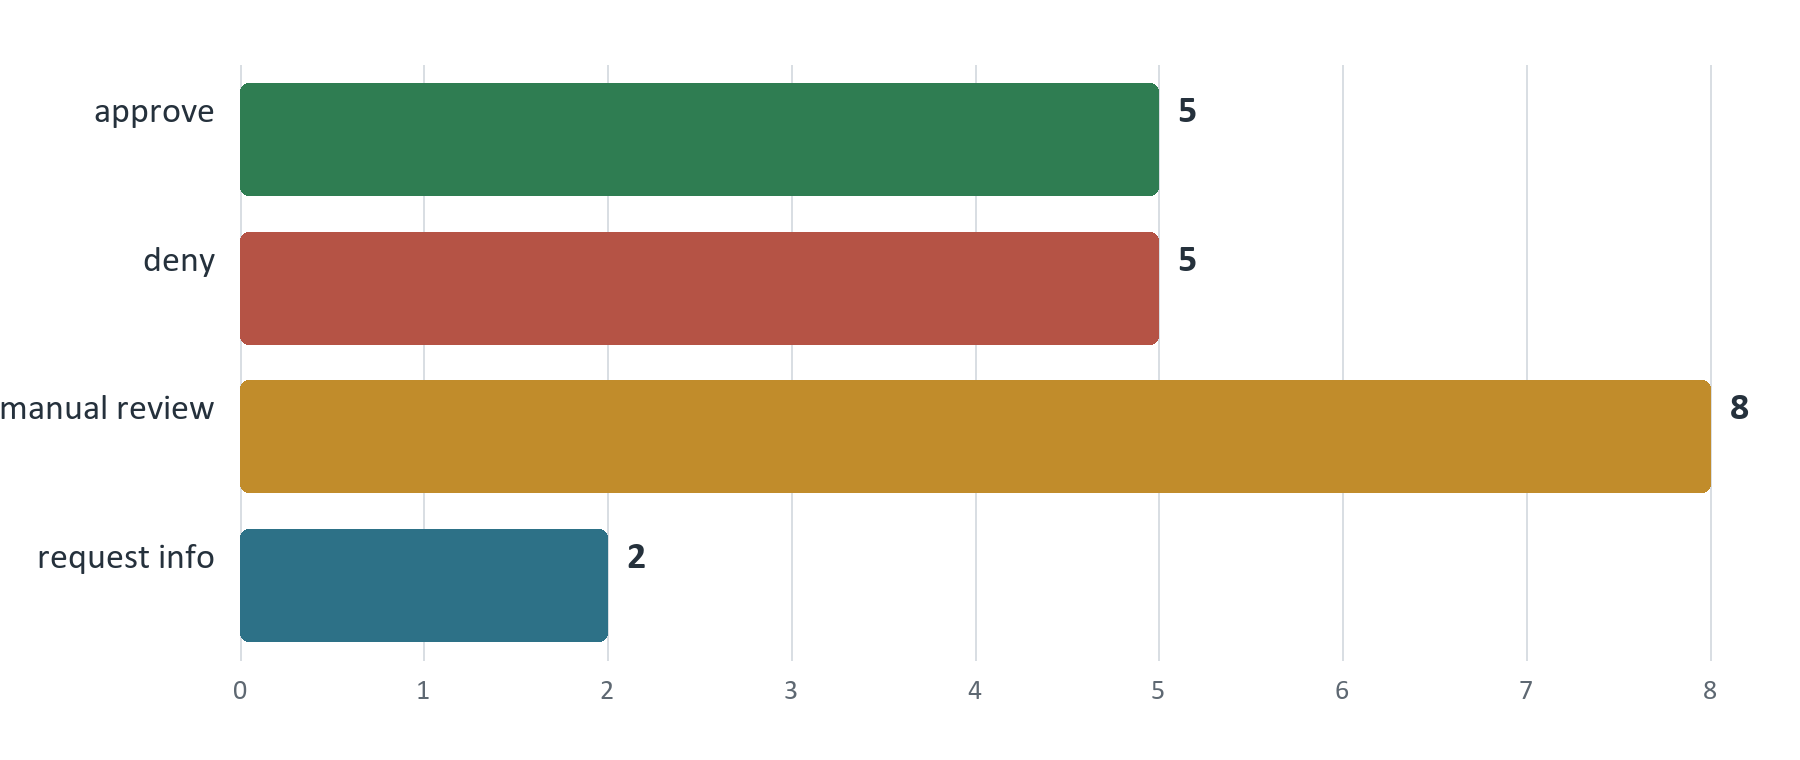 approve 5
deny 5
manual review 8
request info 2
0 1 2 3 4 5 6 7 8